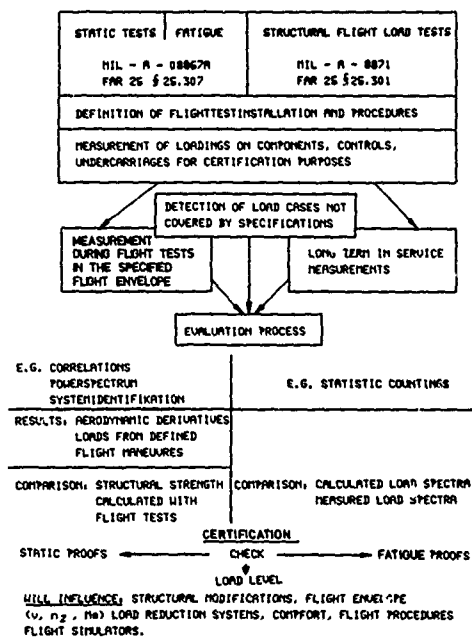 STATIC TESTS FATIGUE STRUCTURAL FLIGHT LOAD TESTS
MIL - A - 08867A MIL - A - 8871
FAR 25 § 25.307 FAR 25 § 25.301
DEFINITION OF FLIGHTTESTINSTALLATION AND PROCEDURES
MEASUREMENT OF LOADINGS ON COMPONENTS, CONTROLS,
UNDERCARRIAGES FOR CERTIFICATION PURPOSES
DETECTION OF LOAD CASES NOT
COVERED BY SPECIFICATIONS
MEASUREMENT
DURING FLIGHT TESTS
IN THE SPECIFIED
FLIGHT ENVELOPE
LONG TERM IN SERVICE
MEASUREMENTS
EVALUATION PROCESS
E.G. CORRELATIONS
POWERSPECTRUM
SYSTEMIDENTIFIKATION
E.G. STATISTIC COUNTINGS
RESULTS: AERODYNAMIC DERIVATIVES
LOADS FROM DEFINED
FLIGHT MANEUVRES
COMPARISON: STRUCTURAL STRENGTH
CALCULATED WITH
FLIGHT TESTS
COMPARISON: CALCULATED LOAD SPECTRA
MEASURED LOAD SPECTRA
CERTIFICATION
STATIC PROOFS CHECK FATIGUE PROOFS
LOAD LEVEL
WILL INFLUENCE: STRUCTURAL MODIFICATIONS, FLIGHT ENVELOPE
(v, nz, Ma) LOAD REDUCTION SYSTEMS, COMPFORT, FLIGHT PROCEDURES
FLIGHT SIMULATORS.